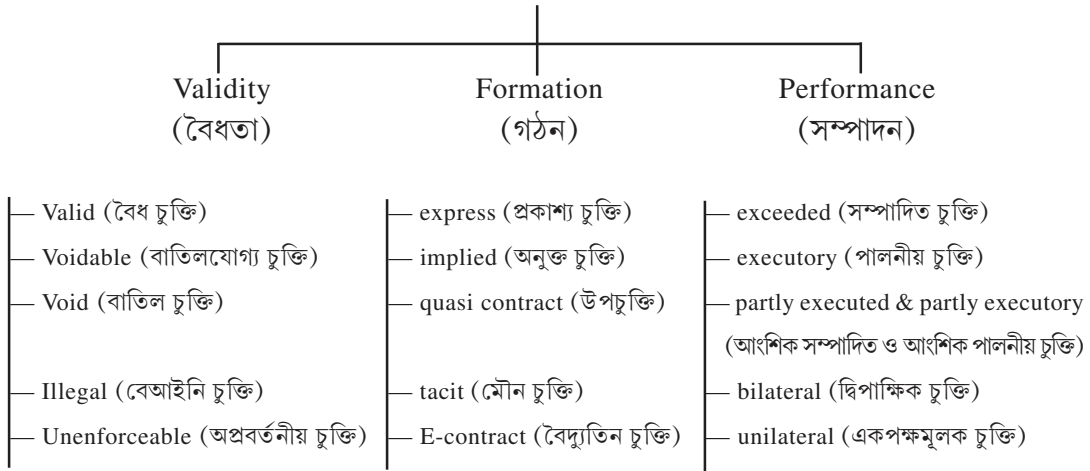 Validity
(বৈধতা)
Formation
(গঠন)
Performance
(সম্পাদন)
Valid (বৈধ চুক্তি)
Voidable (বাতিলযোগ্য চুক্তি)
Void (বাতিল চুক্তি)
Illegal (বেআইনি চুক্তি)
Unenforceable (অপ্রবর্তনীয় চুক্তি)
express (প্রকাশ্য চুক্তি)
implied (অনুক্ত চুক্তি)
quasi contract (উপচুক্তি)
tacit (মৌন চুক্তি)
E-contract (বৈদ্যুতিন চুক্তি)
exceeded (সম্পাদিত চুক্তি)
executory (পালনীয় চুক্তি)
partly executed & partly executory
(আংশিক সম্পাদিত ও আংশিক পালনীয় চুক্তি)
bilateral (দ্বিপাক্ষিক চুক্তি)
unilateral (একপক্ষমূলক চুক্তি)